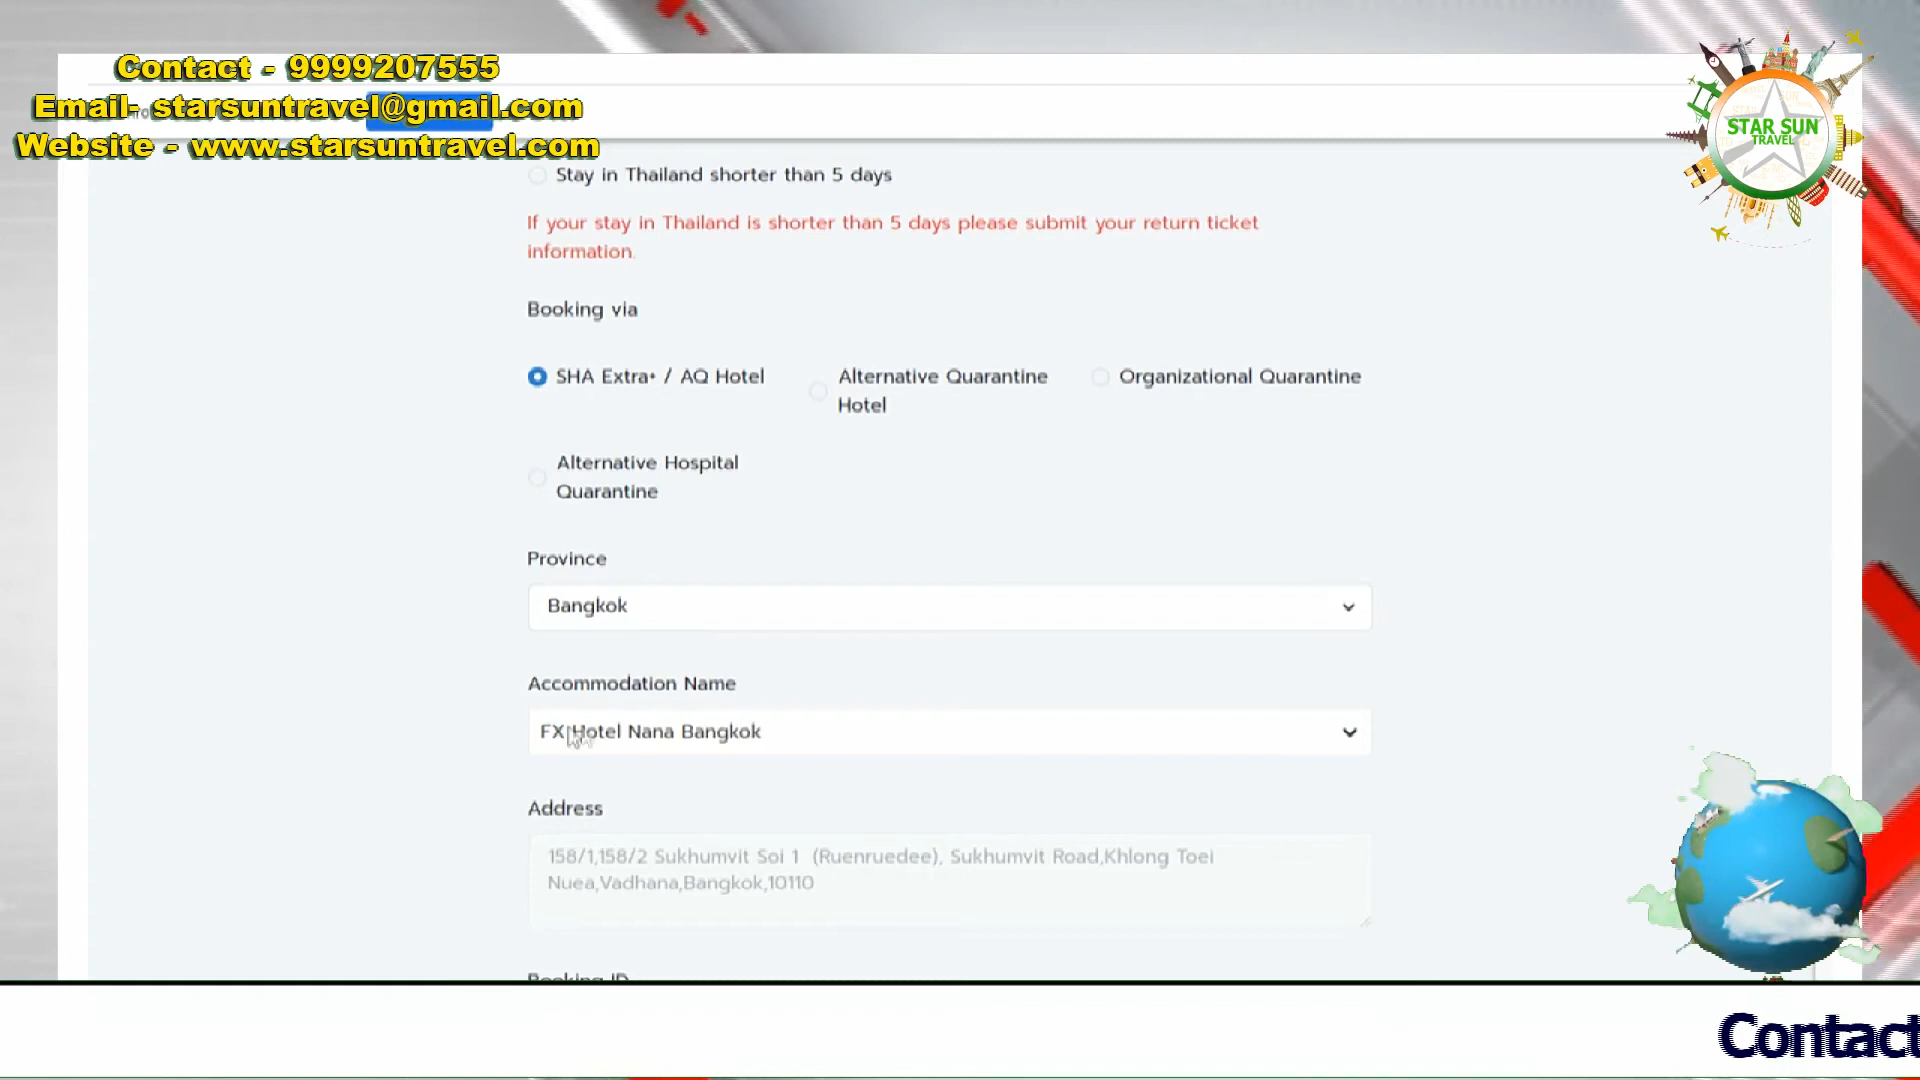 Contact - 9999207555
Email- starsuntravel@gmail.com
Website - www.starsuntravel.com
STAR SUN
TRAVEL
Stay in Thailand shorter than 5 days
If your stay in Thailand is shorter than 5 days please submit your return ticket
information.
Booking via
SHA Extra+ / AQ Hotel
Alternative Quarantine
Hotel
Organizational Quarantine
Alternative Hospital
Quarantine
Province
Bangkok
Accommodation Name
FX Hotel Nana Bangkok
Address
158/1,158/2 Sukhumvit Soi 1 (Ruenruedee), Sukhumvit Road,Khlong Toei
Nuea,Vadhana,Bangkok,10110
Booking ID
Contact